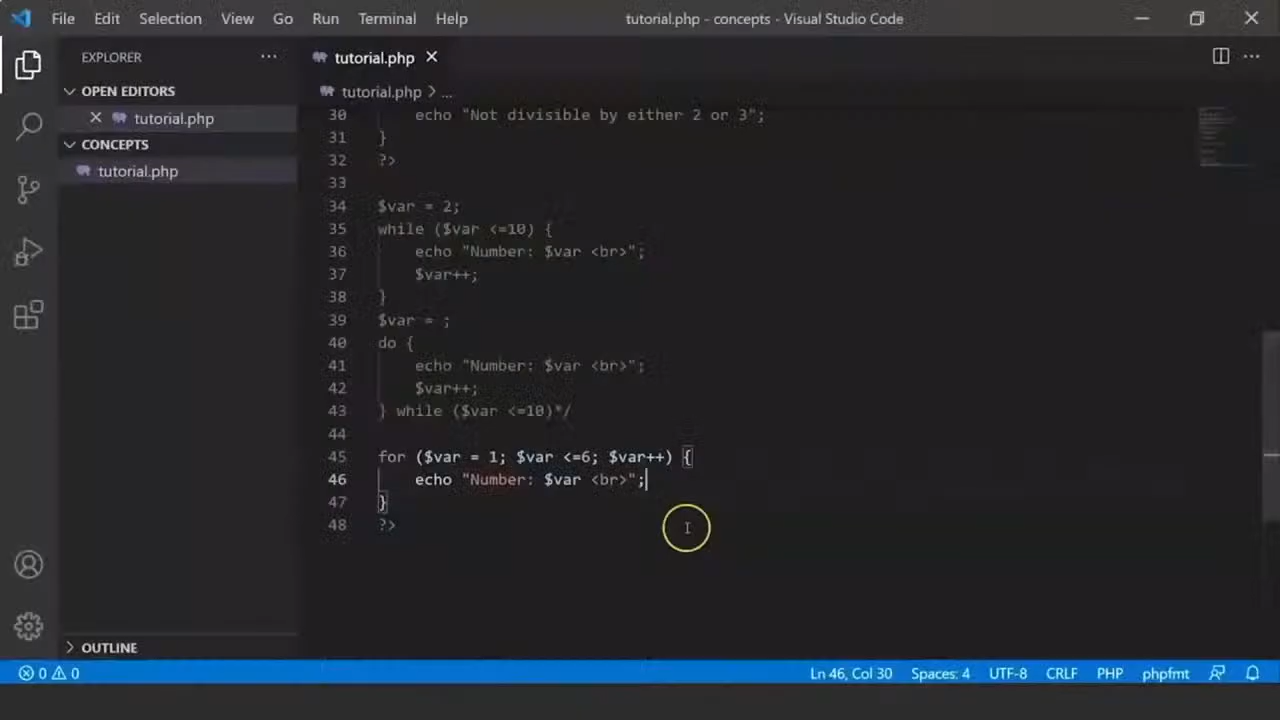 File Edit Selection View Go Run Terminal Help tutorial.php - concepts - Visual Studio Code
EXPLORER ···
tutorial.php
OPEN EDITORS
tutorial.php
CONCEPTS
tutorial.php
tutorial.php > ...
30 echo "Not divisible by either 2 or 3";
31 }
32 ?>
33
34 $var = 2;
35 while ($var <=10) {
36 echo "Number: $var <br>";
37 $var++;
38 }
39 $var = ;
40 do {
41 echo "Number: $var <br>";
42 $var++;
43 } while ($var <=10)*/
44
45 for ($var = 1; $var <=6; $var++) {
46 echo "Number: $var <br>";
47 }
48 ?>
OUTLINE
0 0 Ln 46, Col 30 Spaces: 4 UTF-8 CRLF PHP phpfmt